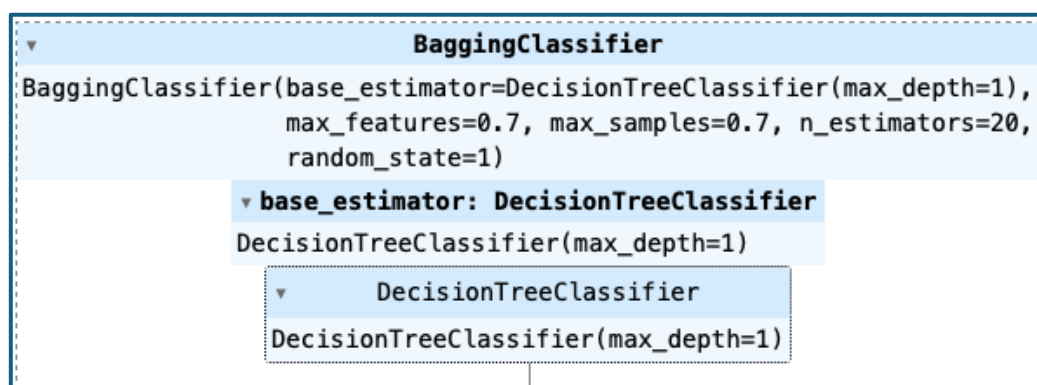 BaggingClassifier
BaggingClassifier(base_estimator=DecisionTreeClassifier(max_depth=1),
max_features=0.7, max_samples=0.7, n_estimators=20,
random_state=1)
base_estimator: DecisionTreeClassifier
DecisionTreeClassifier(max_depth=1)
DecisionTreeClassifier
DecisionTreeClassifier(max_depth=1)